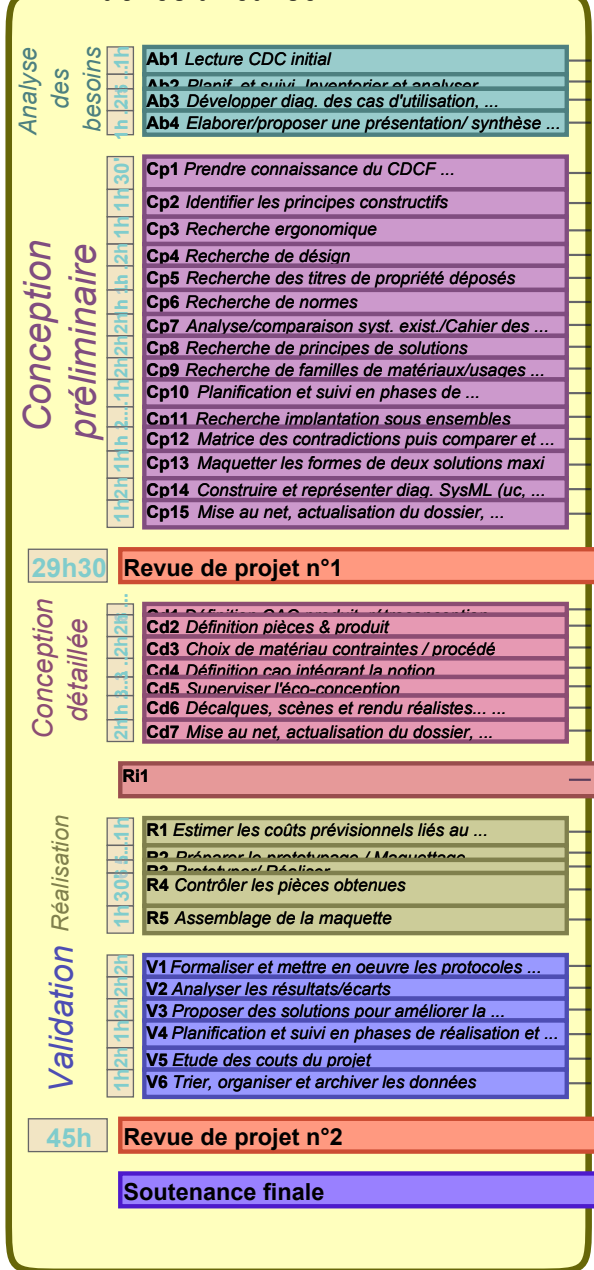 Analyse
des
besoins
Ab1 Lecture CDC initial
Ab2 Planif. et suivi, Inventorier et analyser
Ab3 Développer diag. des cas d'utilisation, ...
Ab4 Elaborer/proposer une présentation/ synthèse ...
Conception
préliminaire
Cp1 Prendre connaissance du CDCF ...
Cp2 Identifier les principes constructifs
Cp3 Recherche ergonomique
Cp4 Recherche de désign
Cp5 Recherche des titres de propriété déposés
Cp6 Recherche de normes
Cp7 Analyse/comparaison syst. exist./Cahier des ...
Cp8 Recherche de principes de solutions
Cp9 Recherche de familles de matériaux/usages ...
Cp10 Planification et suivi en phases de ...
Cp11 Recherche implantation sous ensembles
Cp12 Matrice des contradictions puis comparer et ...
Cp13 Maquetter les formes de deux solutions maxi
Cp14 Construire et représenter diag. SysML (uc, ...
Cp15 Mise au net, actualisation du dossier, ...
29h30 Revue de projet n°1
Conception
détaillée
Cd1 Définition CAO produit, rétroconception
Cd2 Définition pièces & produit
Cd3 Choix de matériau contraintes / procédé
Cd4 Définition cao intégrant la notion
Cd5 Superviser l'éco-conception
Cd6 Décalques, scènes et rendu réalistes... ...
Cd7 Mise au net, actualisation du dossier, ...
Ri1
Réalisation
R1 Estimer les coûts prévisionnels liés au ...
R2 Préparer le prototypage / Maquettage
R3 Prototyper/ Réaliser
R4 Contrôler les pièces obtenues
R5 Assemblage de la maquette
Validation
V1 Formaliser et mettre en oeuvre les protocoles ...
V2 Analyser les résultats/écarts
V3 Proposer des solutions pour améliorer la ...
V4 Planification et suivi en phases de réalisation et ...
V5 Etude des couts du projet
V6 Trier, organiser et archiver les données
45h Revue de projet n°2
Soutenance finale